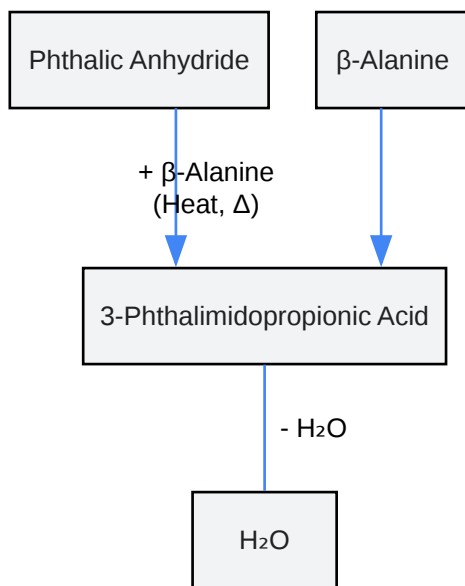 Phthalic Anhydride
β-Alanine
+ β-Alanine
(Heat, Δ)
3-Phthalimidopropionic Acid
- H₂O
H₂O